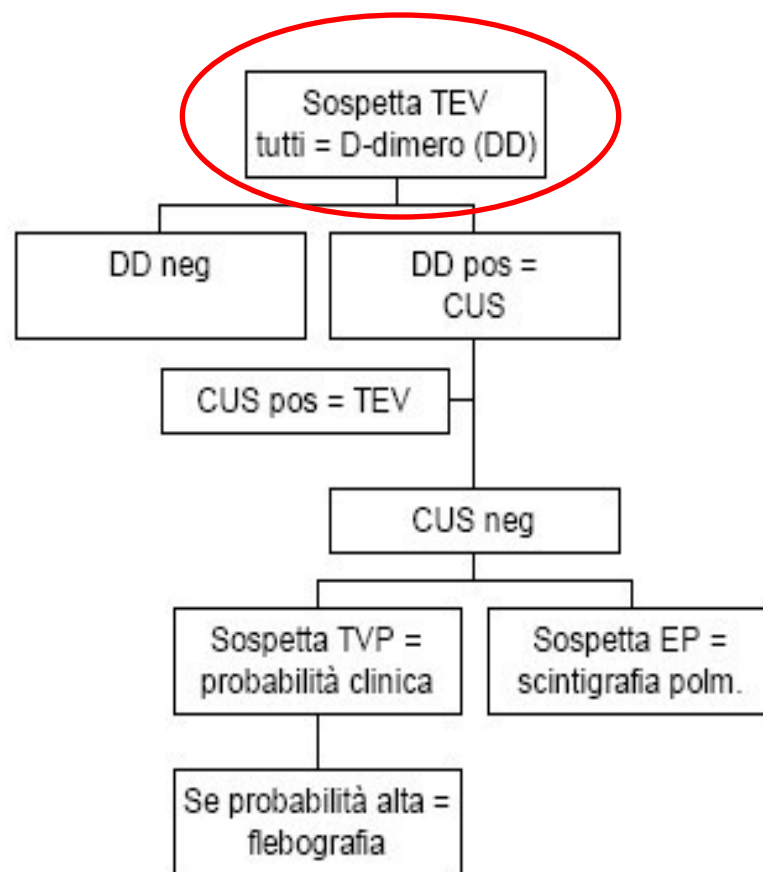 Sospetta TEV
tutti = D-dimero (DD)
DD neg
DD pos =
CUS
CUS pos = TEV
CUS neg
Sospetta TVP =
probabilità clinica
Sospetta EP =
scintigrafia polm.
Se probabilità alta =
flebografia